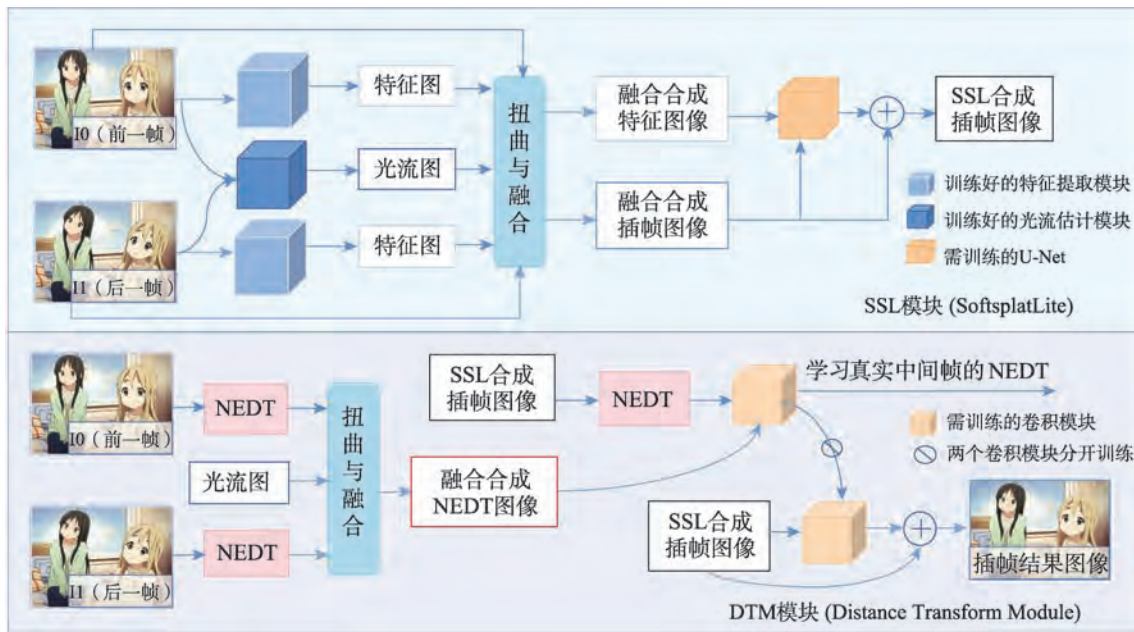 I0（前一帧）
特征图
光流图
特征图
I1（后一帧）
扭曲与融合
融合合成
特征图像
融合合成
插帧图像
SSL合成
插帧图像
训练好的特征提取模块
训练好的光流估计模块
需训练的U-Net
SSL模块 (SoftsplatLite)
I0（前一帧）
NEDT
光流图
I1（后一帧）
NEDT
扭曲与融合
SSL合成
插帧图像
NEDT
融合合成
NEDT图像
学习真实中间帧的 NEDT
需训练的卷积模块
两个卷积模块分开训练
SSL合成
插帧图像
插帧结果图像
DTM模块 (Distance Transform Module)